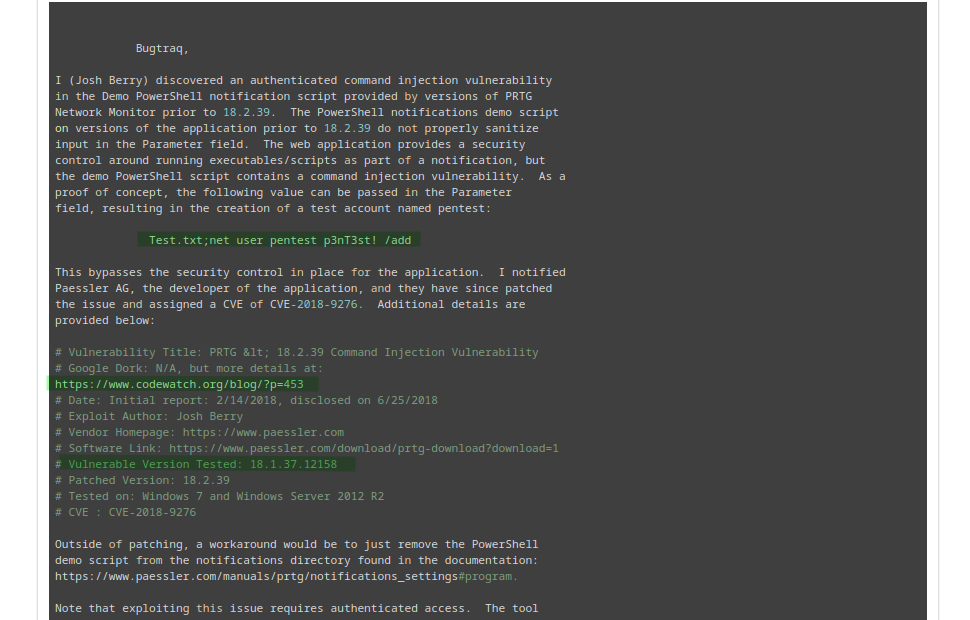 Bugtraq,
I (Josh Berry) discovered an authenticated command injection vulnerability
in the Demo PowerShell notification script provided by versions of PRTG
Network Monitor prior to 18.2.39.  The PowerShell notifications demo script
on versions of the application prior to 18.2.39 do not properly sanitize
input in the Parameter field.  The web application provides a security
control around running executables/scripts as part of a notification, but
the demo PowerShell script contains a command injection vulnerability.  As a
proof of concept, the following value can be passed in the Parameter
field, resulting in the creation of a test account named pentest:
Test.txt;net user pentest p3nT3st! /add
This bypasses the security control in place for the application.  I notified
Paessler AG, the developer of the application, and they have since patched
the issue and assigned a CVE of CVE-2018-9276.  Additional details are
provided below:
# Vulnerability Title: PRTG &lt; 18.2.39 Command Injection Vulnerability
# Google Dork: N/A, but more details at:
https://www.codewatch.org/blog/?p=453
# Date: Initial report: 2/14/2018, disclosed on 6/25/2018
# Exploit Author: Josh Berry
# Vendor Homepage: https://www.paessler.com
# Software Link: https://www.paessler.com/download/prtg-download?download=1
# Vulnerable Version Tested: 18.1.37.12158
# Patched Version: 18.2.39
# Tested on: Windows 7 and Windows Server 2012 R2
# CVE : CVE-2018-9276
Outside of patching, a workaround would be to just remove the PowerShell
demo script from the notifications directory found in the documentation:
https://www.paessler.com/manuals/prtg/notifications_settings#program.
Note that exploiting this issue requires authenticated access.  The tool